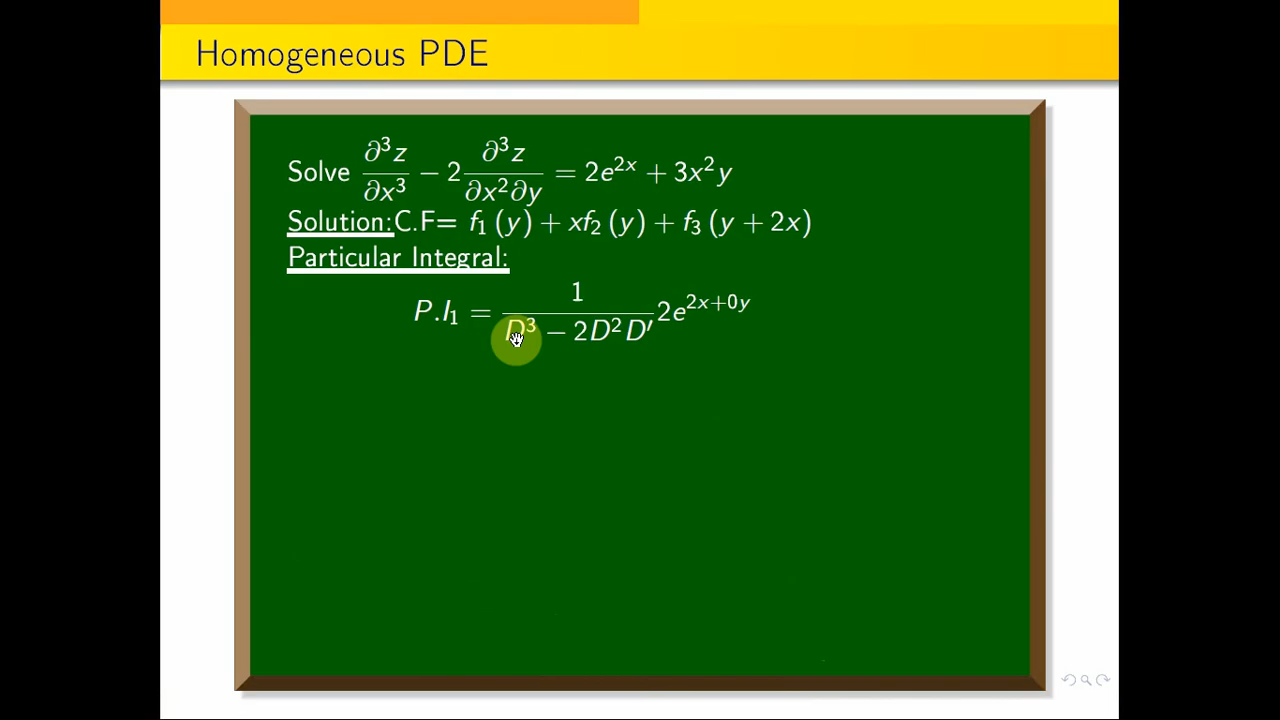 Homogeneous PDE
Solve ∂³z/∂x³ − 2 ∂³z/∂x²∂y = 2e^{2x} + 3x²y
Solution:C.F= f₁ (y) + xf₂ (y) + f₃ (y + 2x)
Particular Integral:
P.I₁ = 1/(D³ − 2D²D′) 2e^{2x+0y}